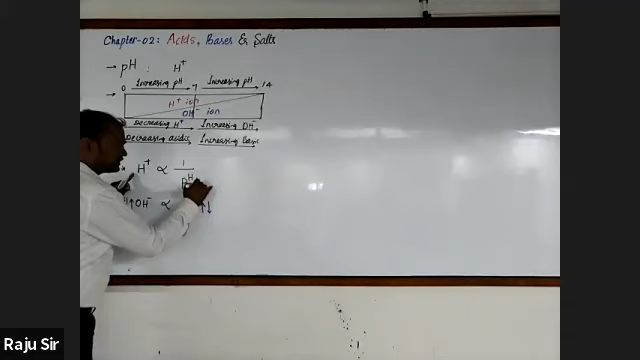 Chapter-02: Acids, Bases & Salts
→ pH : H⁺
0 Increasing pH 7 Increasing pH 14
→ H⁺ ion
OH⁻ ion
Decreasing H⁺ Increasing OH⁻
Decreasing acidic Increasing basic
H⁺ ∝ 1
pH
↑OH⁻ ∝ ↑↓
Raju Sir